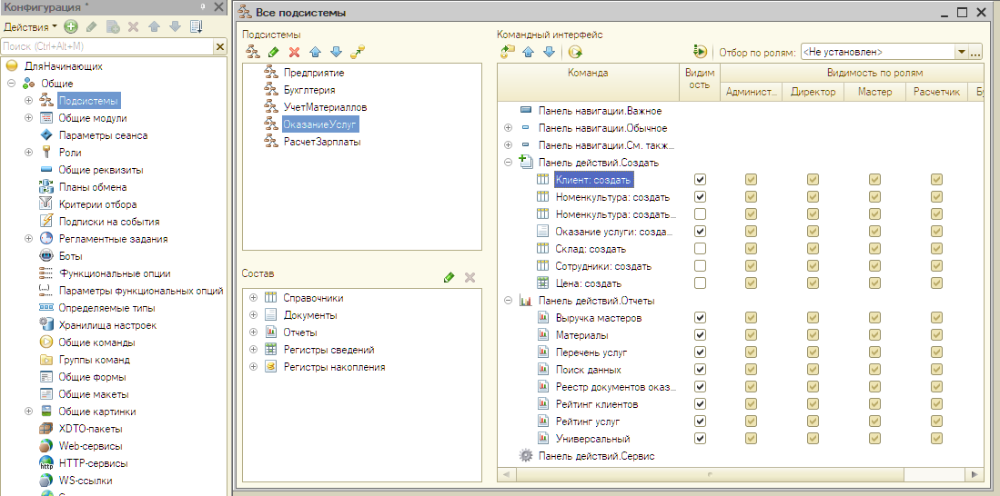 Конфигурация *
Действия
Поиск (Ctrl+Alt+M)
ДляНачинающих
Общие
Подсистемы
Общие модули
Параметры сеанса
Роли
Общие реквизиты
Планы обмена
Критерии отбора
Подписки на события
Регламентные задания
Боты
Функциональные опции
Параметры функциональных опций
Определяемые типы
Хранилища настроек
Общие команды
Группы команд
Общие формы
Общие макеты
Общие картинки
XDTO-пакеты
Web-сервисы
HTTP-сервисы
WS-ссылки
Все подсистемы
Подсистемы
Предприятие
Бухглтерия
УчетМатериаллов
ОказаниеУслуг
РасчетЗарплаты
Состав
Справочники
Документы
Отчеты
Регистры сведений
Регистры накопления
Командный интерфейс
Отбор по ролям: <Не установлен>
Команда
Видим
ость
Видимость по ролям
Админист... Директор Мастер Расчетчик
Панель навигации.Важное
Панель навигации.Обычное
Панель навигации.См. такж...
Панель действий.Создать
Клиент: создать
Номенкультура: создать
Номенкультура: создать...
Оказание услуги: созда...
Склад: создать
Сотрудники: создать
Цена: создать
Панель действий.Отчеты
Выручка мастеров
Материалы
Перечень услуг
Поиск данных
Реестр документов оказ...
Рейтинг клиентов
Рейтинг услуг
Универсальный
Панель действий.Сервис